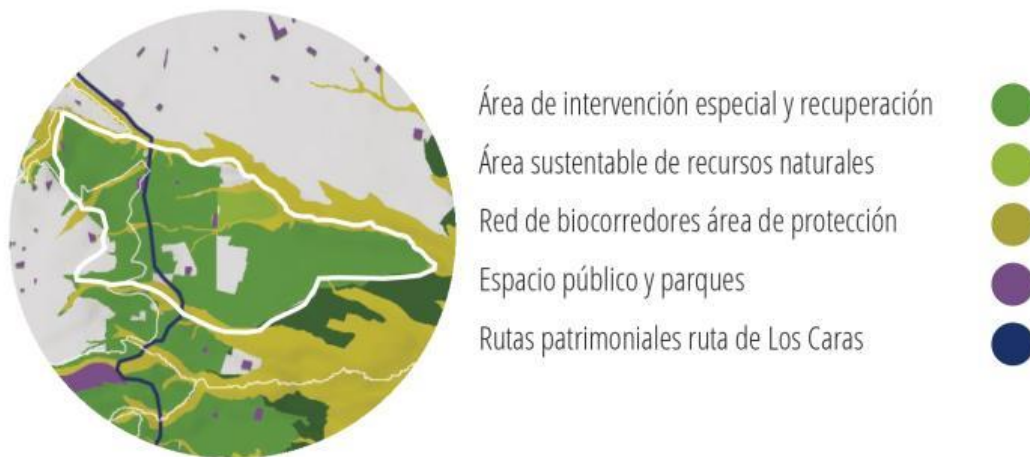 Área de intervención especial y recuperación
Área sustentable de recursos naturales
Red de biocorredores área de protección
Espacio público y parques
Rutas patrimoniales ruta de Los Caras